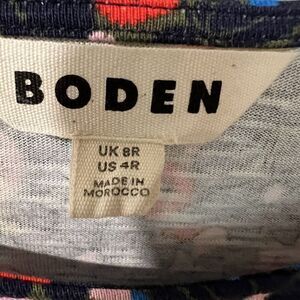 BODEN
UK 8R
US 4R
MADE IN
MOROCCO